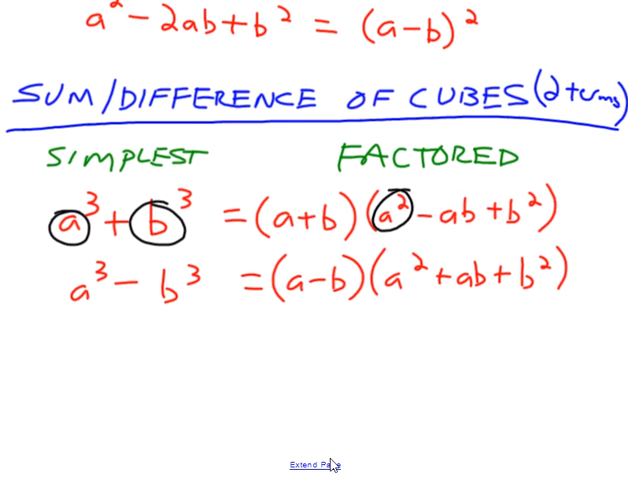 a² - 2ab + b² = (a-b)²
SUM/DIFFERENCE OF CUBES (2 terms)
SIMPLEST FACTORED
a³ + b³ = (a+b)(a² - ab + b²)
a³ - b³ = (a-b)(a² + ab + b²)
Extend Page